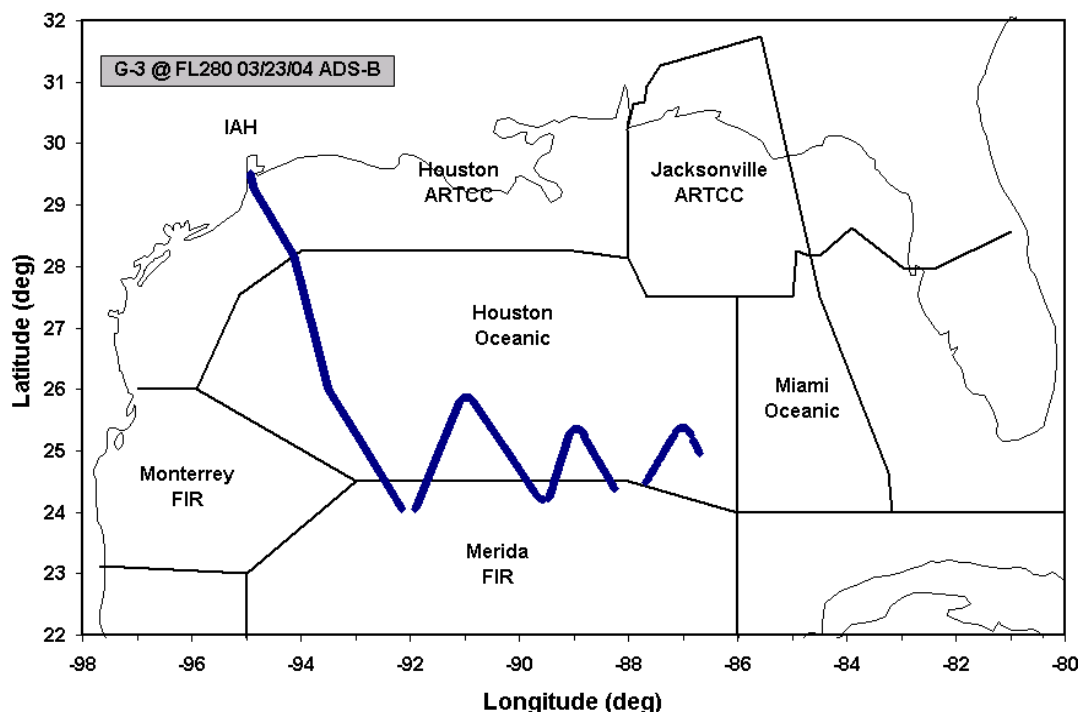 32
31
30
29
28
27
26
25
24
23
22
Latitude (deg)
G-3 @ FL280 03/23/04 ADS-B
IAH
Houston
ARTCC
Jacksonville
ARTCC
Houston
Oceanic
Miami
Oceanic
Monterrey
FIR
Merida
FIR
-98 -96 -94 -92 -90 -88 -86 -84 -82 -80
Longitude (deg)